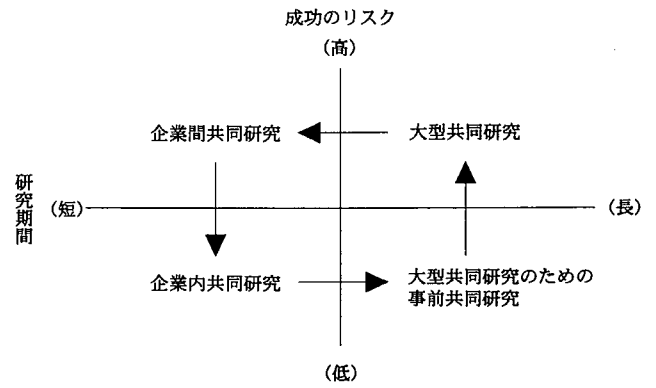 成功のリスク
（高）
企業間共同研究
大型共同研究
研究期間
（短）
（長）
企業内共同研究
大型共同研究のための
事前共同研究
（低）